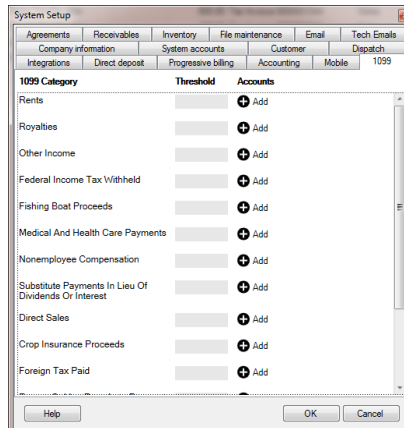 System Setup
Agreements Receivables Inventory File maintenance Email Tech Emails
Company information System accounts Customer Dispatch
Integrations Direct deposit Progressive billing Accounting Mobile 1099
1099 Category Threshold Accounts
Rents Add
Royalties Add
Other Income Add
Federal Income Tax Withheld Add
Fishing Boat Proceeds Add
Medical And Health Care Payments Add
Nonemployee Compensation Add
Substitute Payments In Lieu Of
Dividends Or Interest Add
Direct Sales Add
Crop Insurance Proceeds Add
Foreign Tax Paid Add
Help OK Cancel